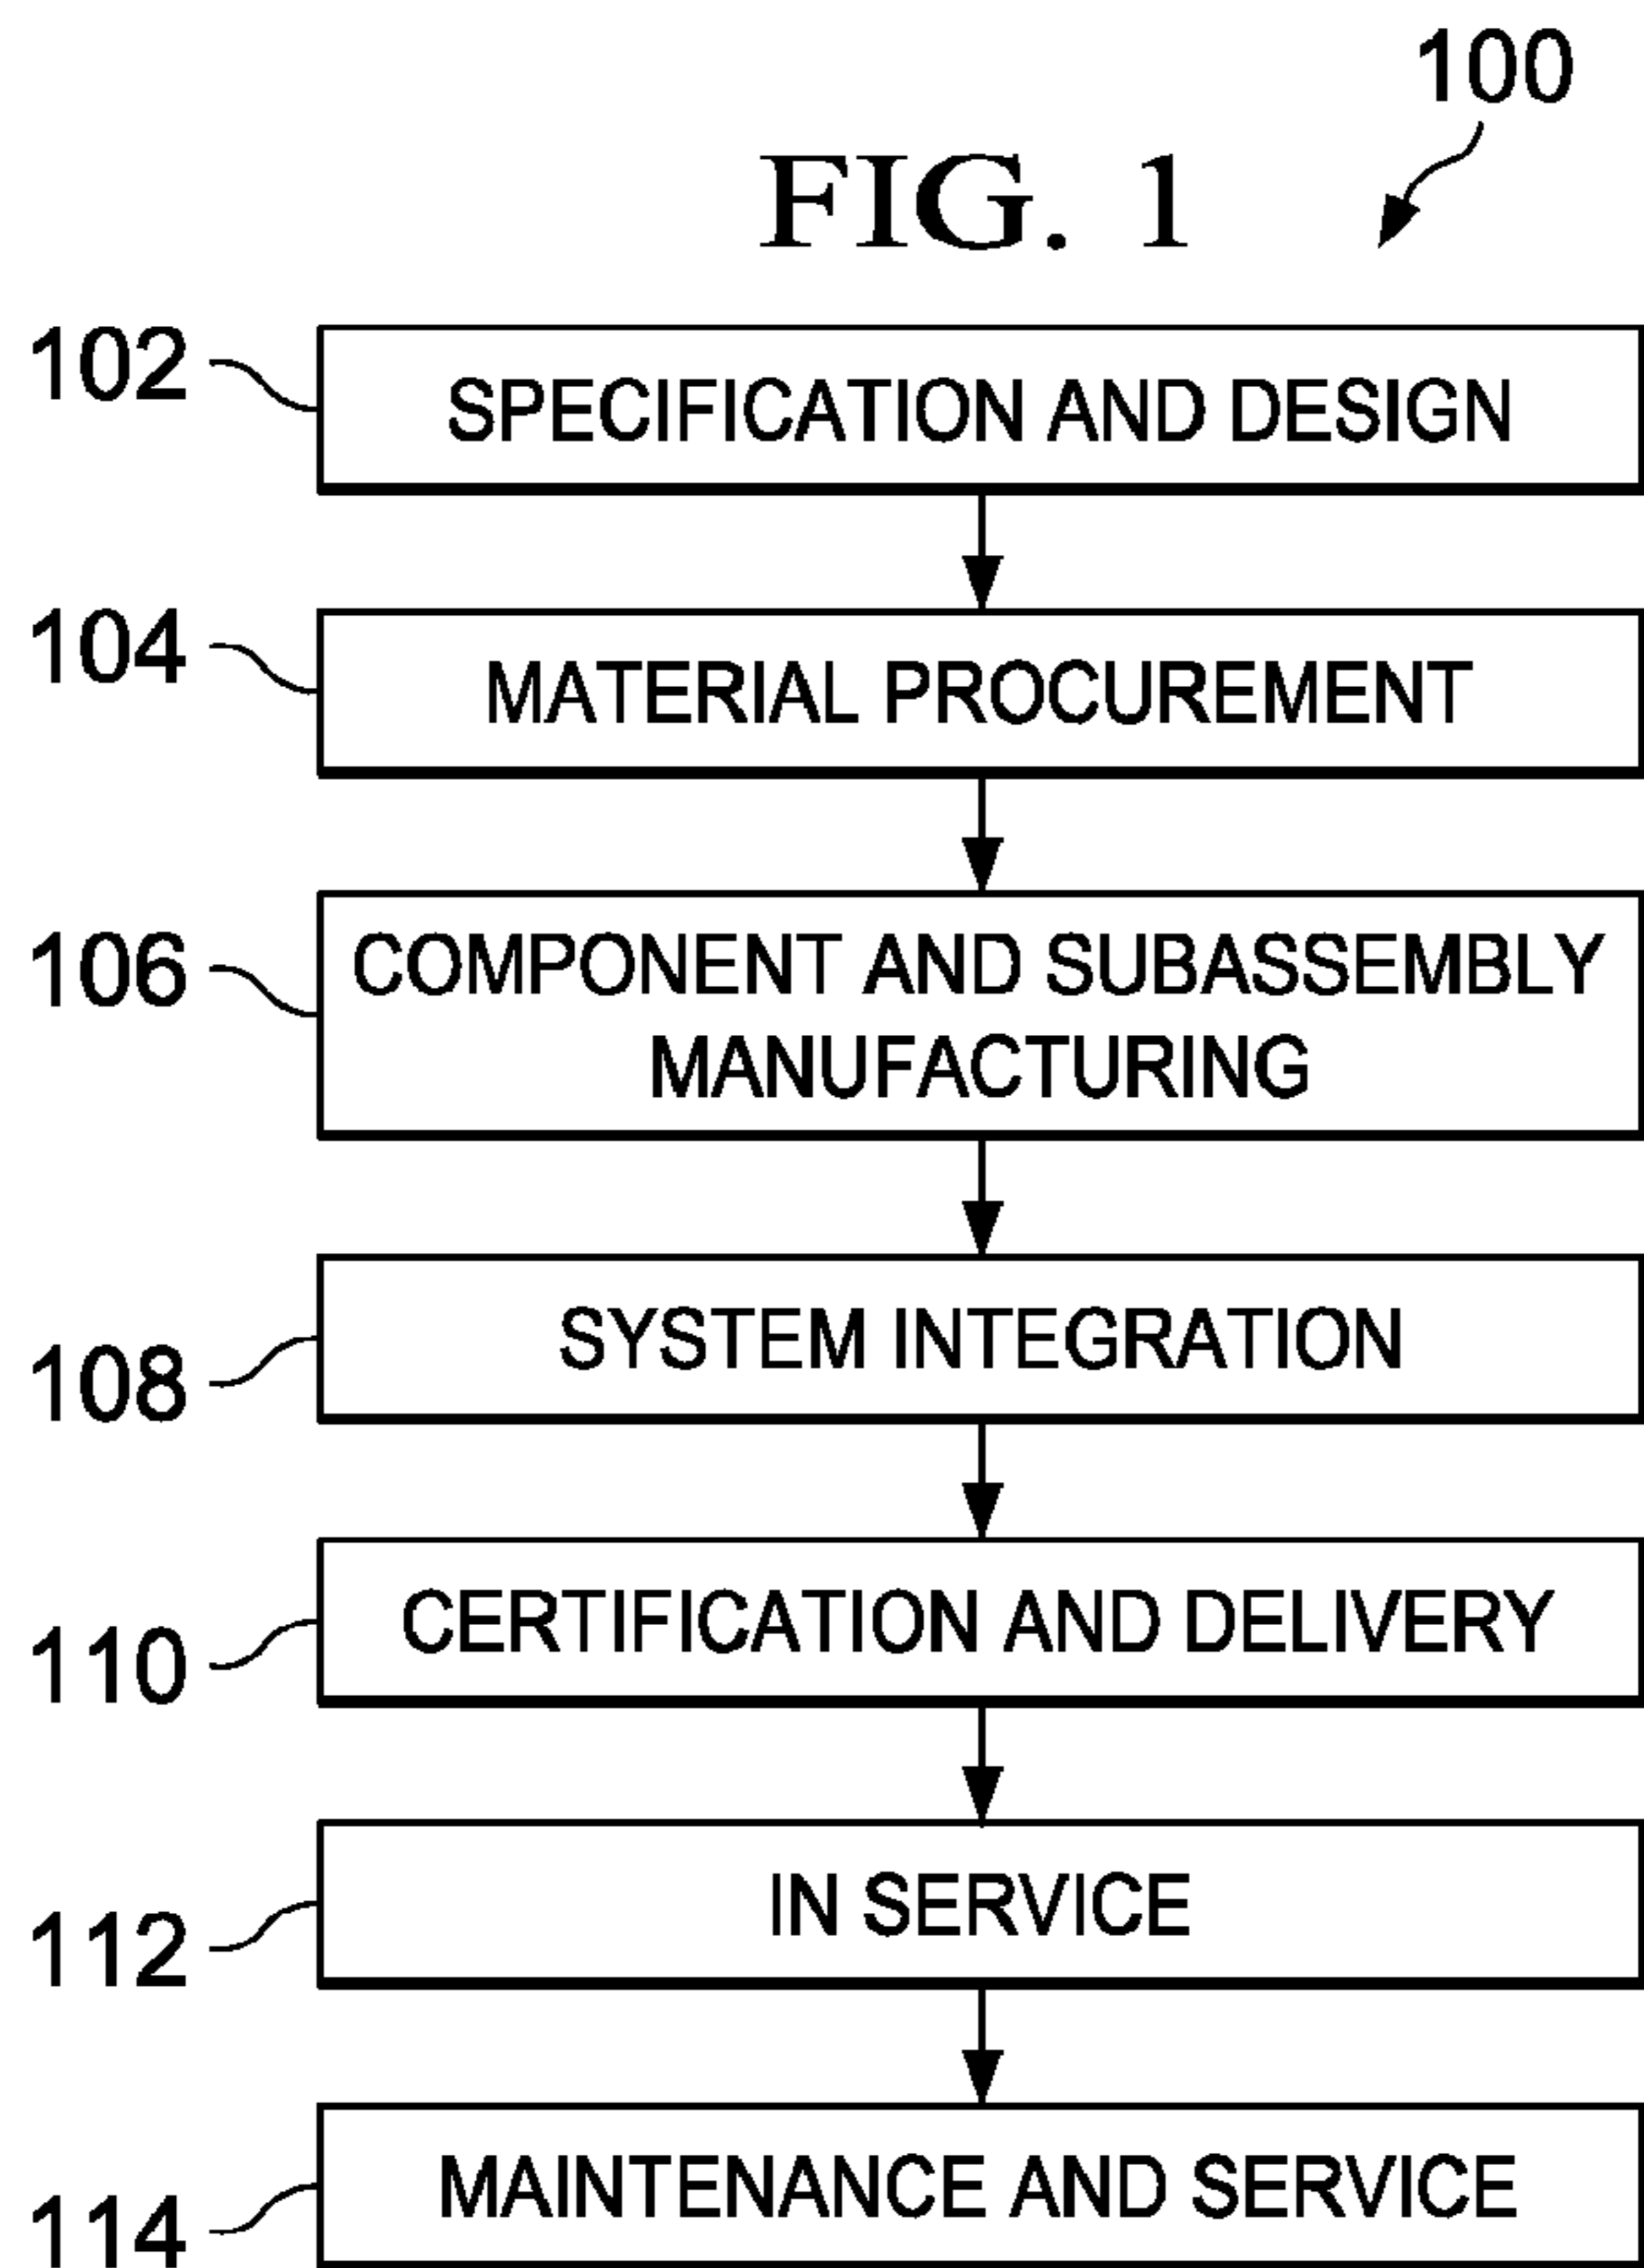 100
FIG. 1
102
SPECIFICATION AND DESIGN
104
MATERIAL PROCUREMENT
106
COMPONENT AND SUBASSEMBLY
MANUFACTURING
108
SYSTEM INTEGRATION
110
CERTIFICATION AND DELIVERY
112
IN SERVICE
114
MAINTENANCE AND SERVICE